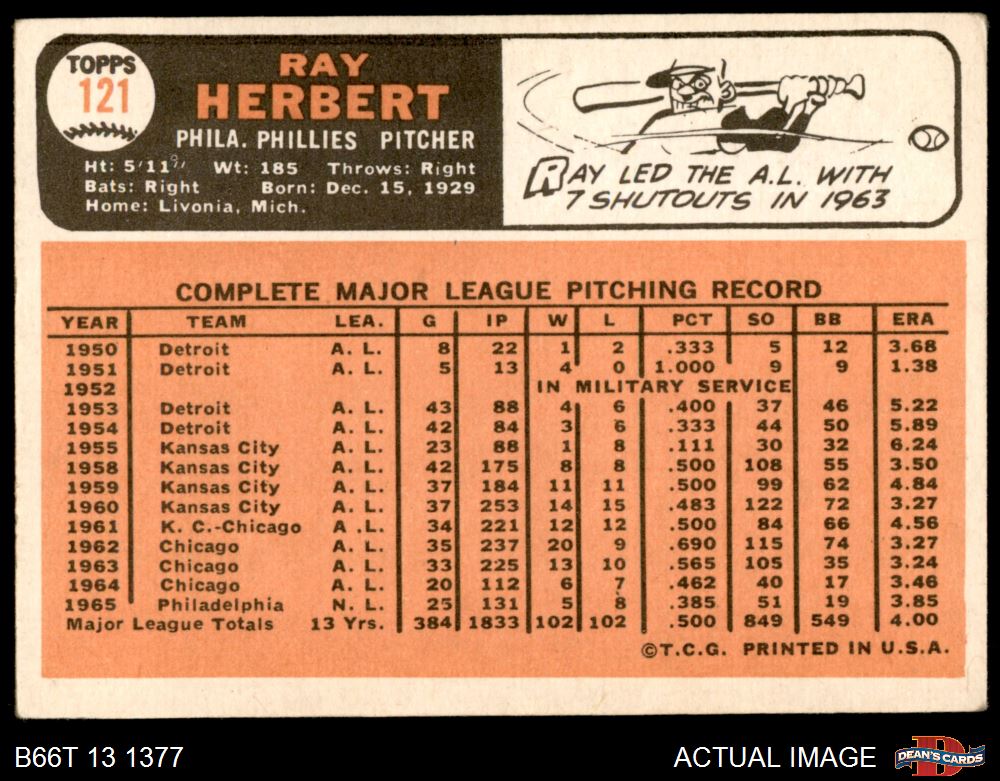 TOPPS
121
RAY
HERBERT
PHILA. PHILLIES PITCHER
Ht: 5'11" Wt: 185 Throws: Right
Bats: Right Born: Dec. 15, 1929
Home: Livonia, Mich.
RAY LED THE A.L. WITH
7 SHUTOUTS IN 1963
COMPLETE MAJOR LEAGUE PITCHING RECORD
YEAR TEAM LEA. G IP W L PCT SO BB ERA
1950 Detroit A. L. 8 22 1 2 .333 5 12 3.68
1951 Detroit A. L. 5 13 4 0 1.000 9 9 1.38
1952 IN MILITARY SERVICE
1953 Detroit A. L. 43 88 4 6 .400 37 46 5.22
1954 Detroit A. L. 42 84 3 6 .333 44 50 5.89
1955 Kansas City A. L. 23 88 1 8 .111 30 32 6.24
1958 Kansas City A. L. 42 175 8 8 .500 108 55 3.50
1959 Kansas City A. L. 37 184 11 11 .500 99 62 4.84
1960 Kansas City A. L. 37 253 14 15 .483 122 72 3.27
1961 K. C.-Chicago A .L. 34 221 12 12 .500 84 66 4.56
1962 Chicago A. L. 35 237 20 9 .690 115 74 3.27
1963 Chicago A. L. 33 225 13 10 .565 105 35 3.24
1964 Chicago A. L. 20 112 6 7 .462 40 17 3.46
1965 Philadelphia N. L. 25 131 5 8 .385 51 19 3.85
Major League Totals 13 Yrs. 384 1833 102 102 .500 849 549 4.00
©T.C.G. PRINTED IN U.S.A.
B66T 13 1377
ACTUAL IMAGE
DEAN'S CARDS